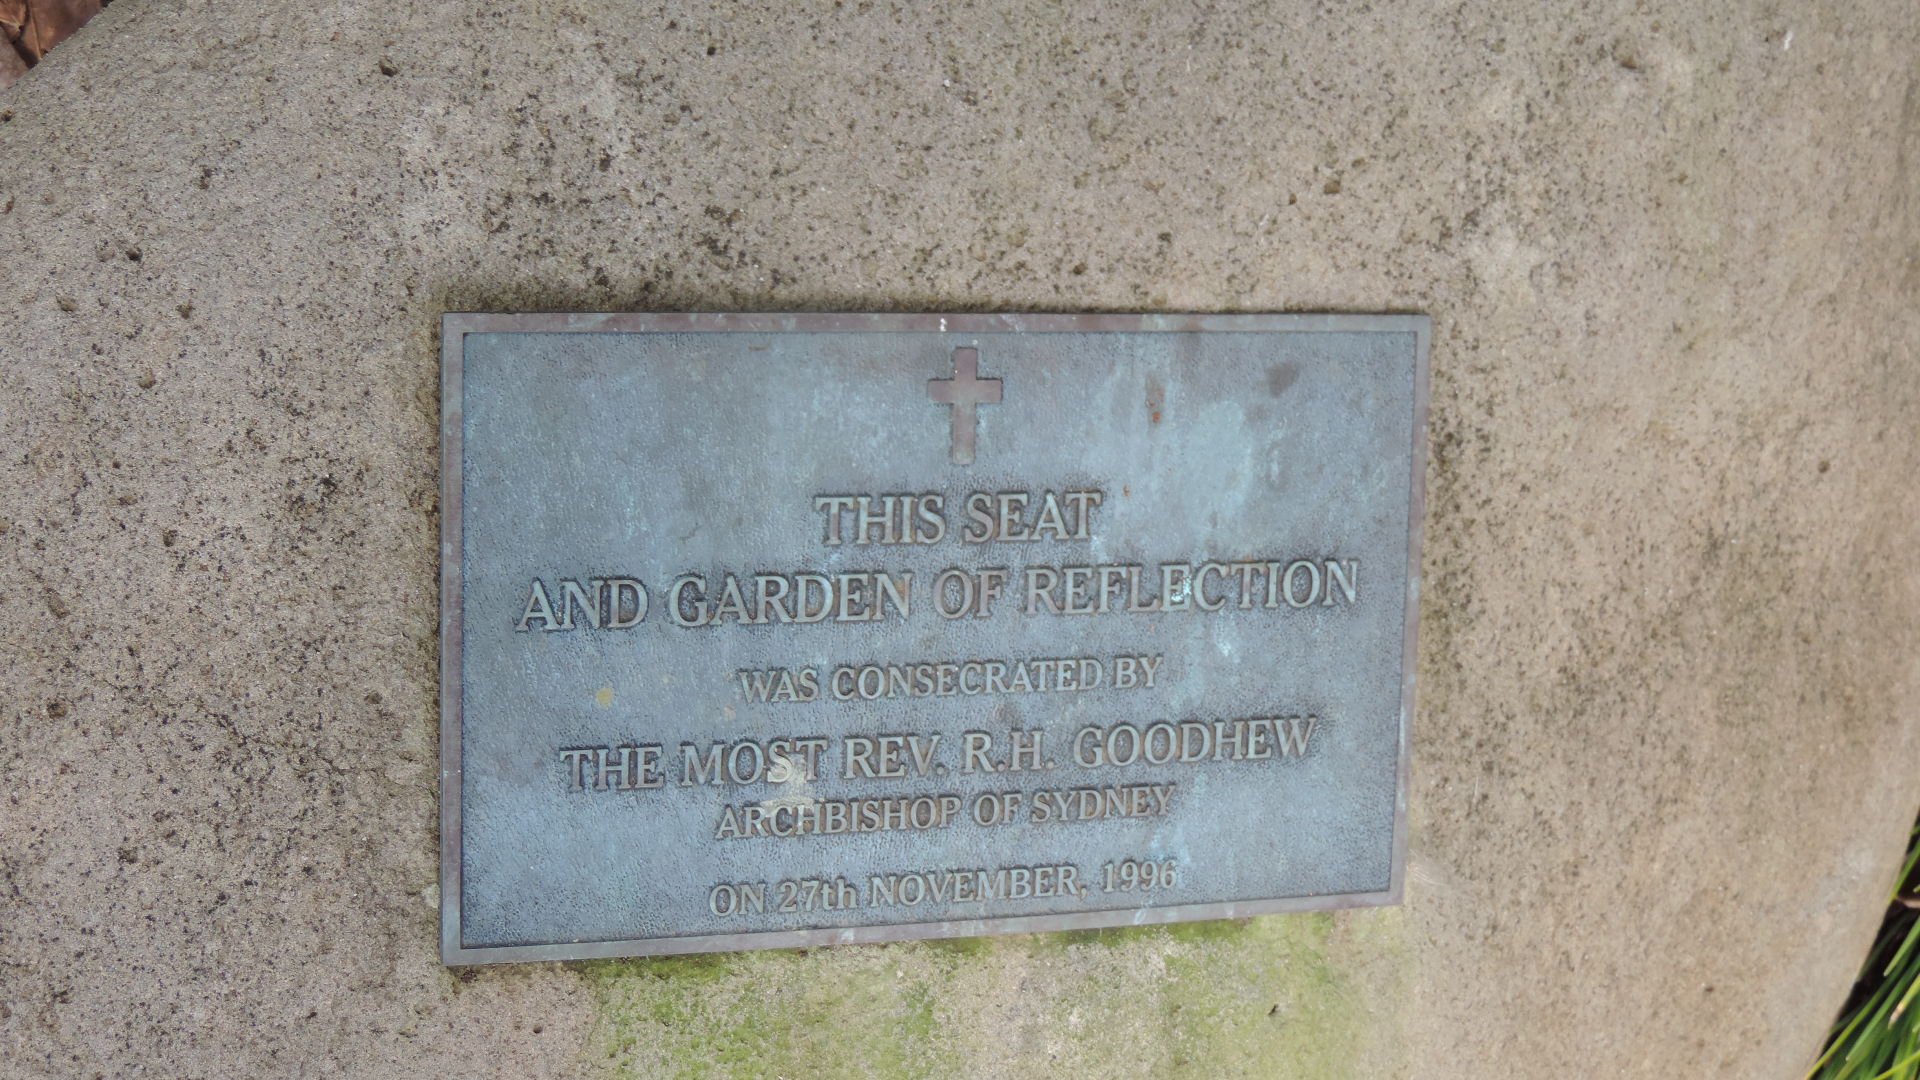 THIS SEAT
AND GARDEN OF REFLECTION
WAS CONSECRATED BY
THE MOST REV. R.H. GOODHEW
ARCHBISHOP OF SYDNEY
ON 27th NOVEMBER, 1996